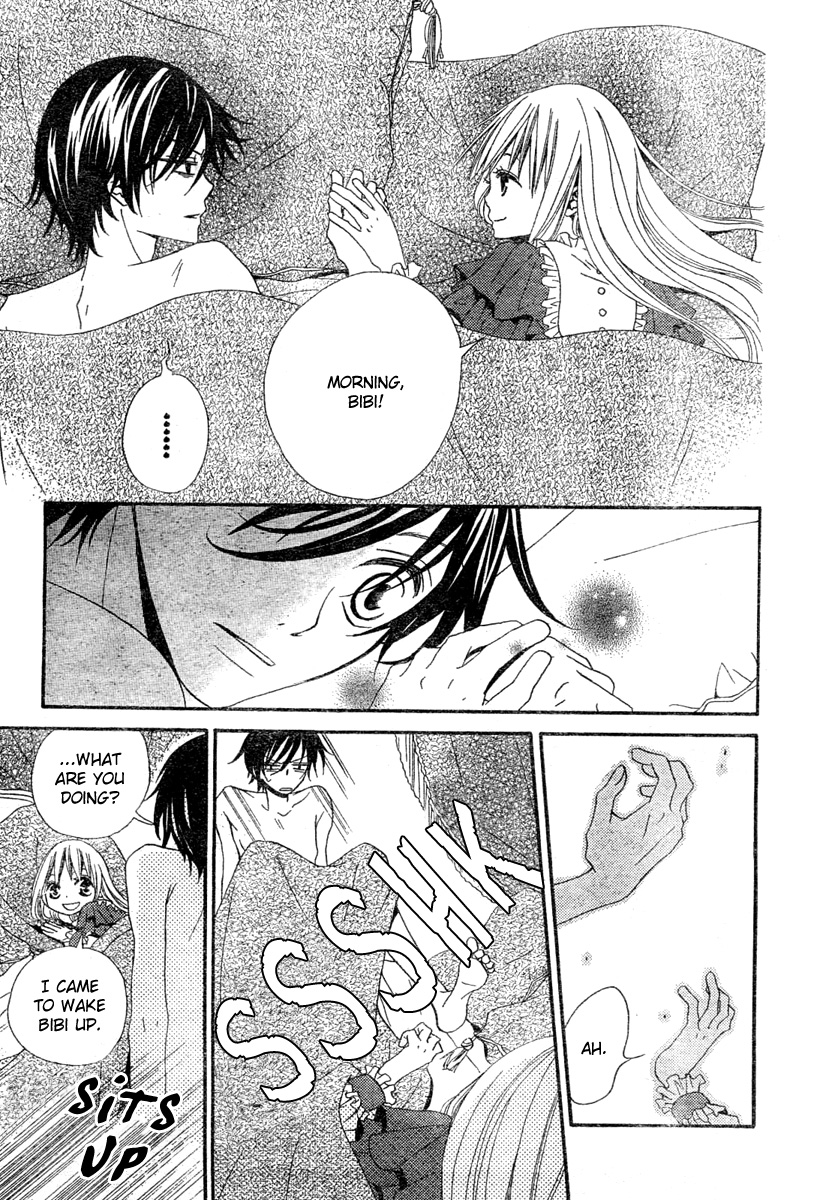 MORNING,
BIBI!
......
AH.
SSSHK
...WHAT
ARE YOU
DOING?
I CAME
TO WAKE
BIBI UP.
SITS
UP